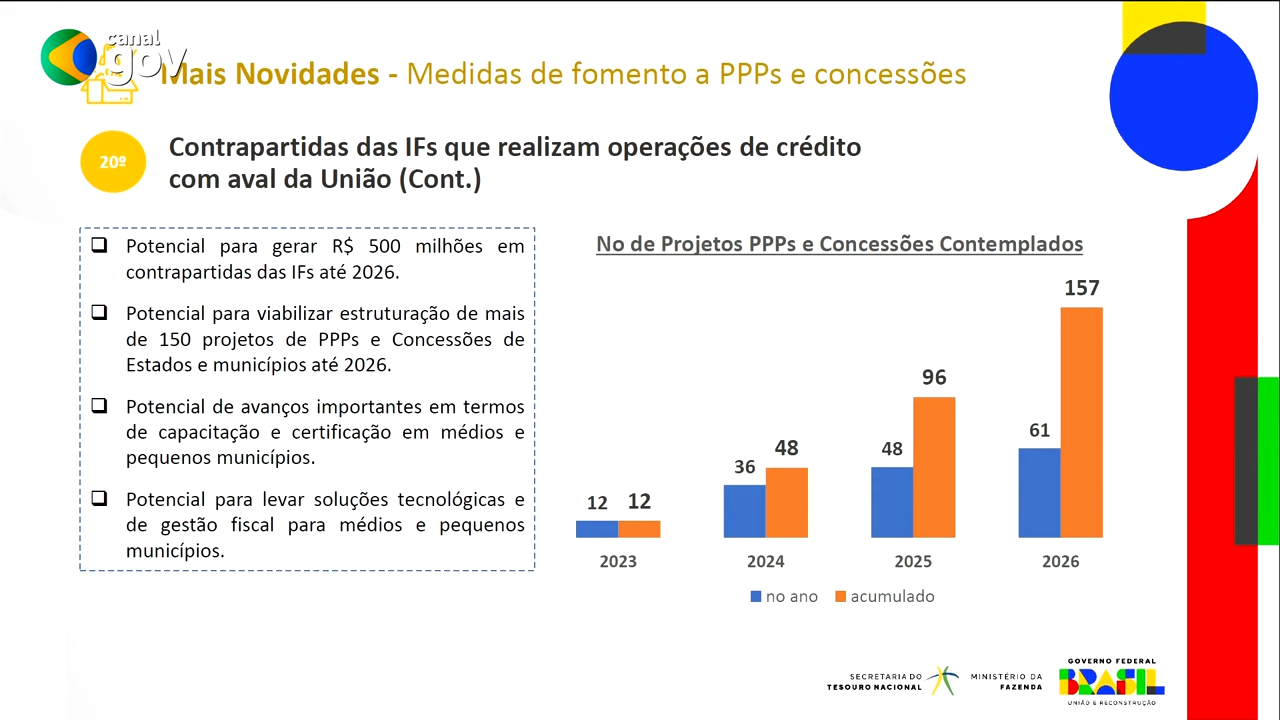 canal
gov
Mais Novidades - Medidas de fomento a PPPs e concessões
20º
Contrapartidas das IFs que realizam operações de crédito
com aval da União (Cont.)
Potencial para gerar R$ 500 milhões em
contrapartidas das IFs até 2026.
Potencial para viabilizar estruturação de mais
de 150 projetos de PPPs e Concessões de
Estados e municípios até 2026.
Potencial de avanços importantes em termos
de capacitação e certificação em médios e
pequenos municípios.
Potencial para levar soluções tecnológicas e
de gestão fiscal para médios e pequenos
municípios.
No de Projetos PPPs e Concessões Contemplados
12 12
36 48
48 96
61 157
2023 2024 2025 2026
no ano acumulado
SECRETARIA DO
TESOURO NACIONAL
MINISTÉRIO DA
FAZENDA
GOVERNO FEDERAL
BRASIL
UNIÃO E RECONSTRUÇÃO